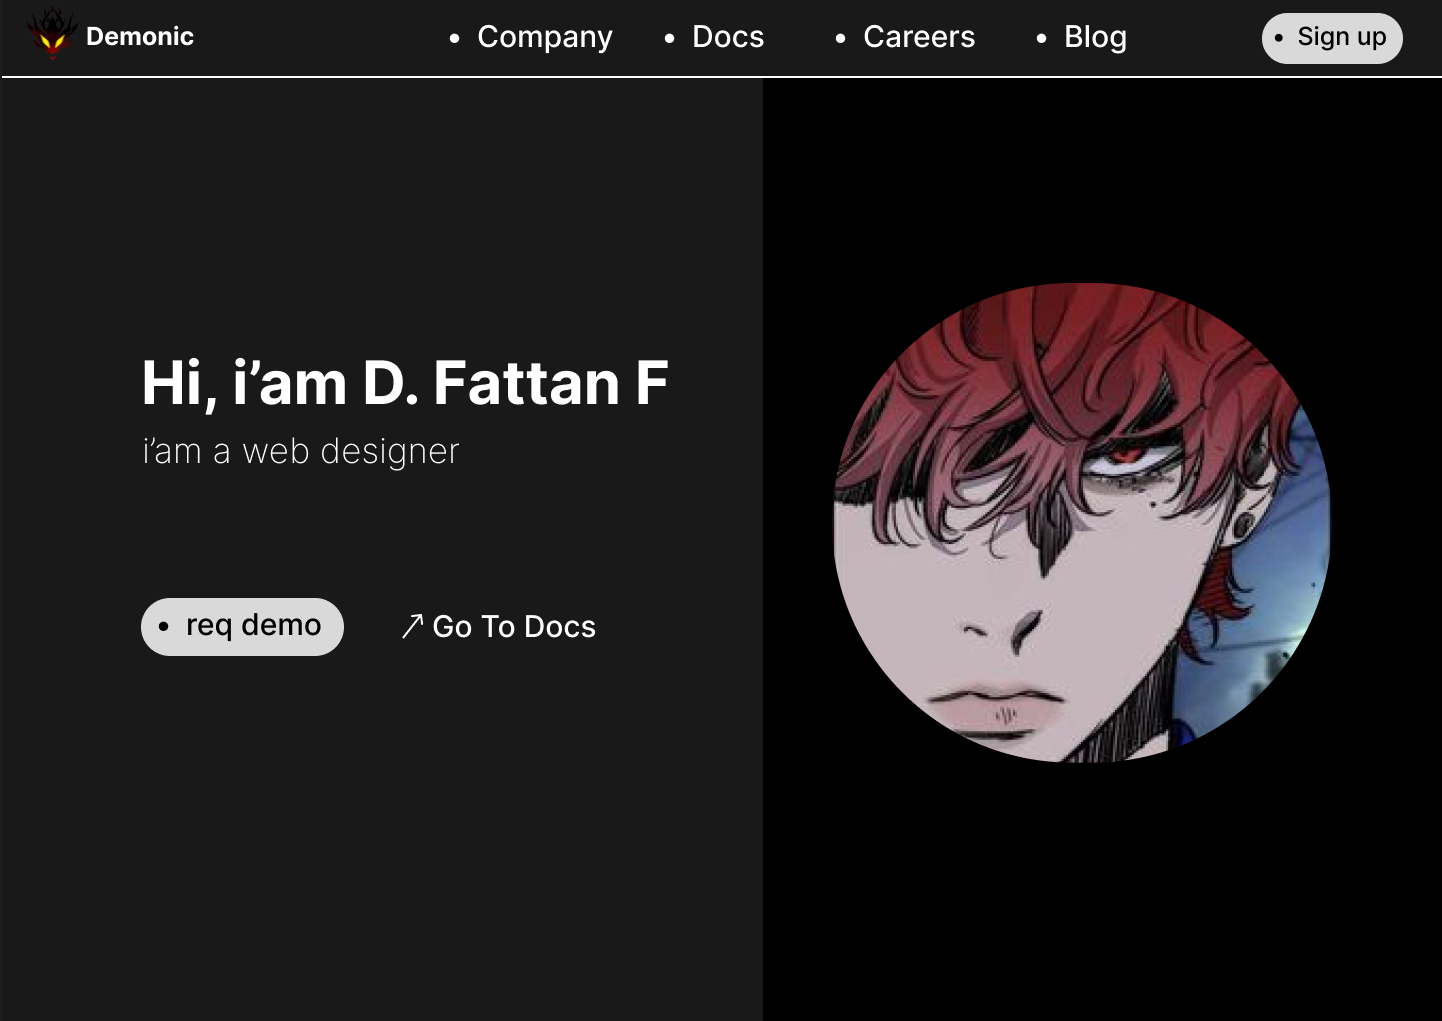 Demonic
• Company
• Docs
• Careers
• Blog
• Sign up
Hi, i’am D. Fattan F
i’am a web designer
• req demo
Go To Docs